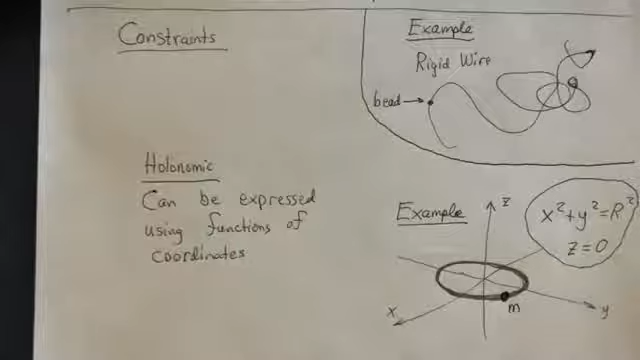 Constraints
Example
Rigid Wire
bead
Holonomic
Can be expressed
using functions of
coordinates
Example
z
x² + y² = R²
z = 0
x
y
m